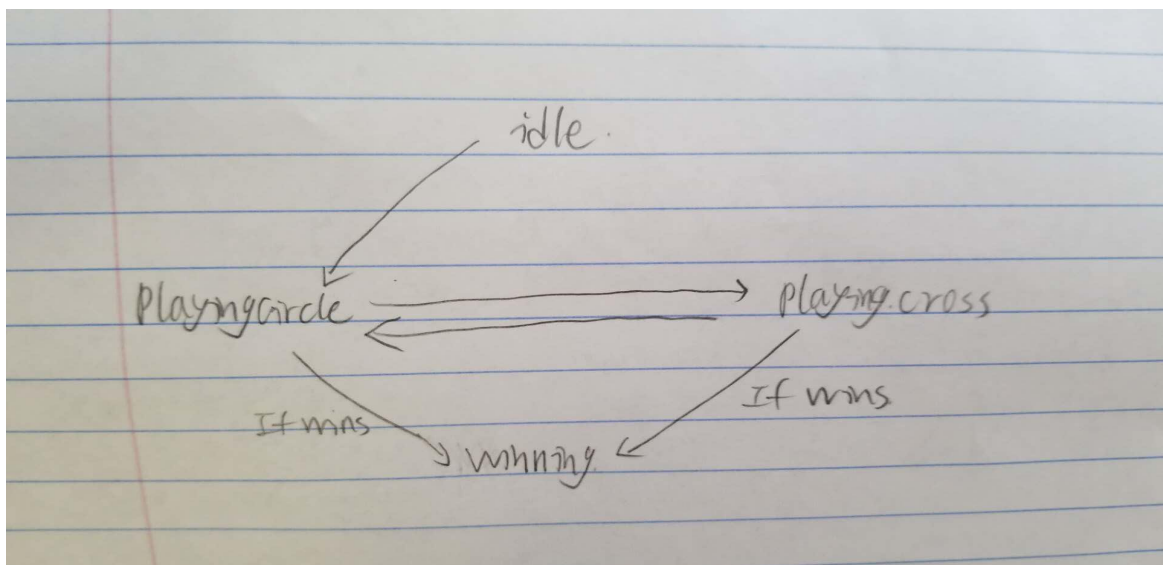 idle.
Playingcircle
playing.cross
If wins
If wins
winning.